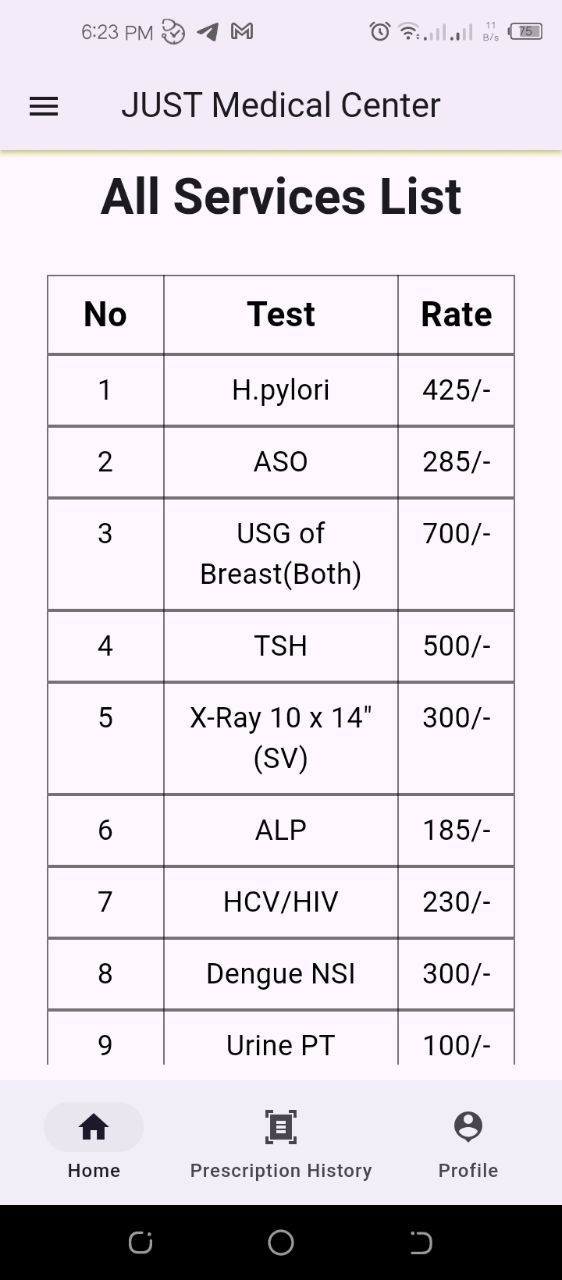 6:23 PM
11
B/s
75
JUST Medical Center
All Services List
No Test Rate
1 H.pylori 425/-
2 ASO 285/-
3 USG of 700/-
Breast(Both)
4 TSH 500/-
5 X-Ray 10 x 14" 300/-
(SV)
6 ALP 185/-
7 HCV/HIV 230/-
8 Dengue NSI 300/-
9 Urine PT 100/-
Home Prescription History Profile